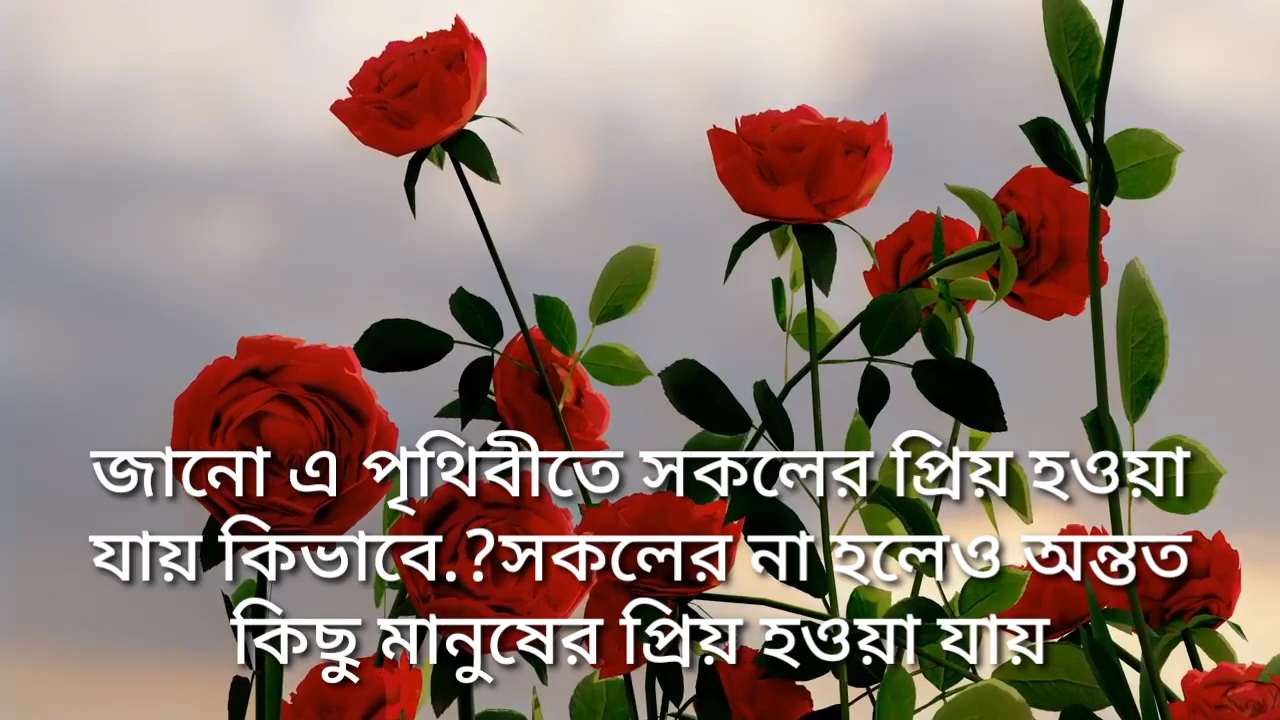 জানো এ পৃথিবীতে সকলের প্রিয় হওয়া
যায় কিভাবে.?সকলের না হলেও অন্তত
কিছু মানুষের প্রিয় হওয়া যায়